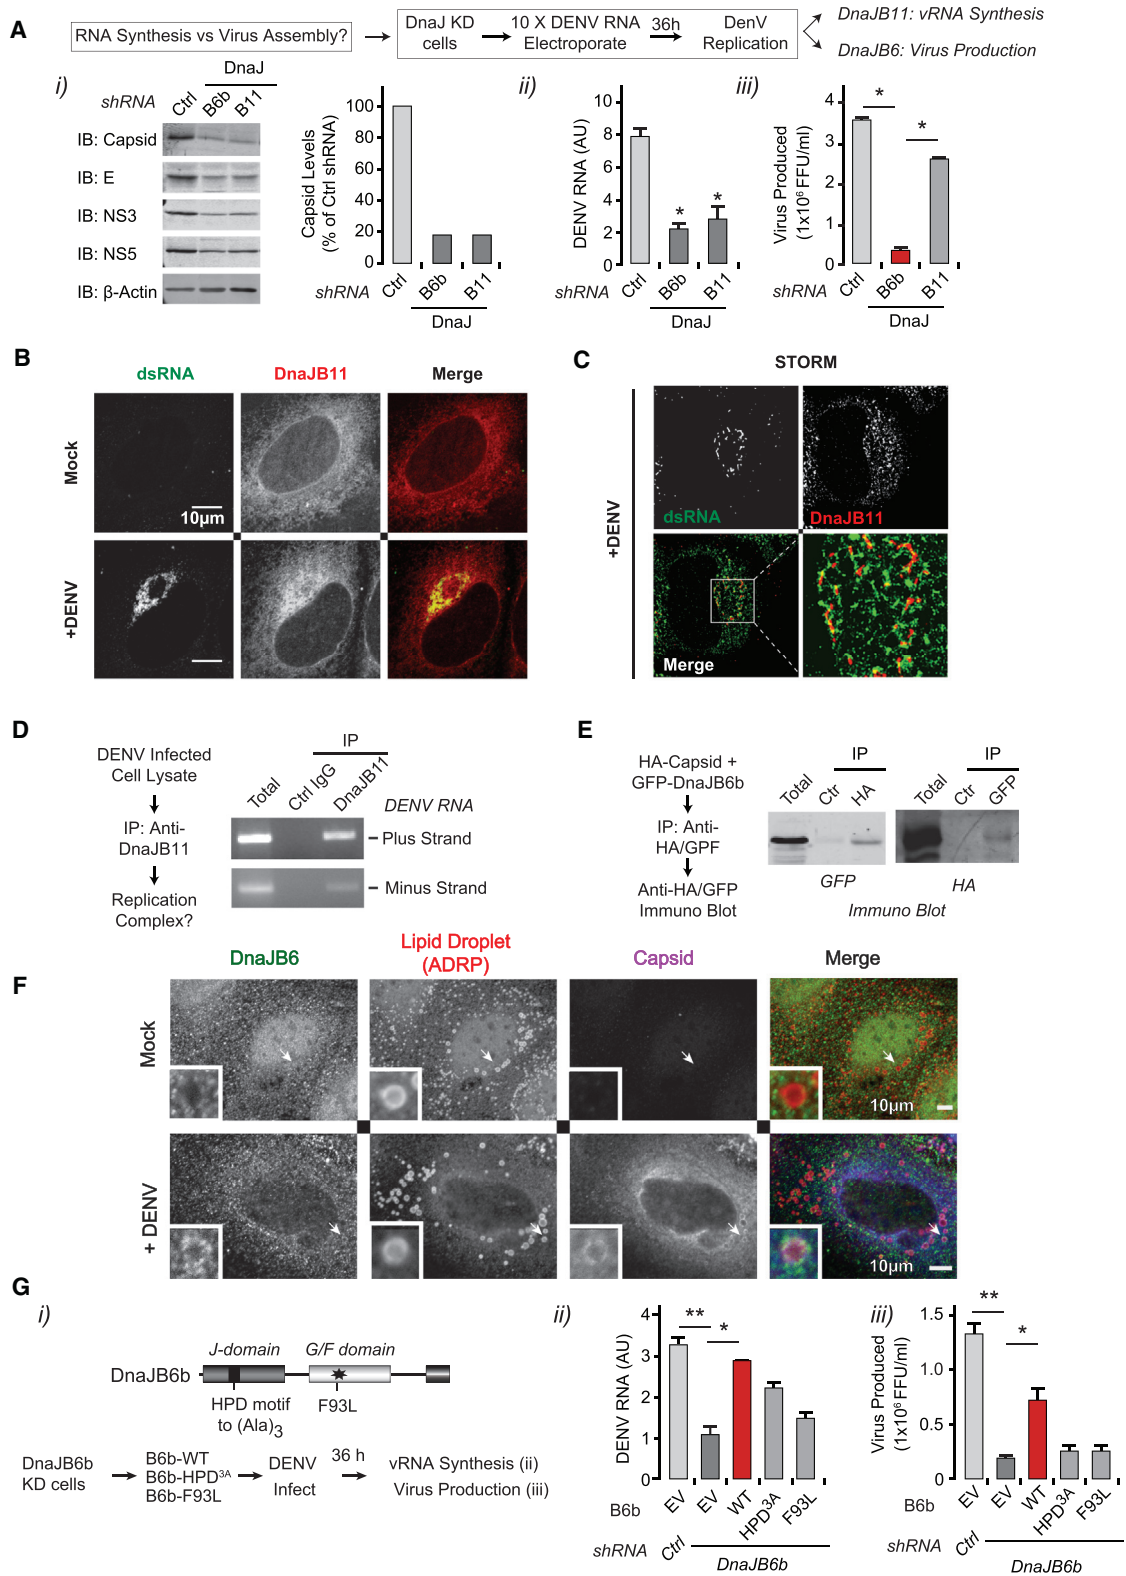 A
RNA Synthesis vs Virus Assembly?
DnaJ KD
cells
10 X DENV RNA
Electroporate
36h
DenV
Replication
DnaJB11: vRNA Synthesis
DnaJB6: Virus Production
i)
DnaJ
shRNA
Ctrl
B6b
B11
IB: Capsid
IB: E
IB: NS3
IB: NS5
IB: β-Actin
Capsid Levels
(% of Ctrl shRNA)
100
80
60
40
20
0
shRNA
Ctrl
B6b
B11
DnaJ
ii)
DENV RNA (AU)
10
8
6
4
2
0
*
*
shRNA
Ctrl
B6b
B11
DnaJ
iii)
Virus Produced
(1x10⁶ FFU/ml)
4
3
2
1
0
*
*
Ctrl
B6b
B11
DnaJ
B
dsRNA
DnaJB11
Merge
Mock
10µm
+DENV
C
STORM
+DENV
dsRNA
DnaJB11
Merge
D
DENV Infected
Cell Lysate
IP: Anti-
DnaJB11
Replication
Complex?
IP
Total
Ctrl IgG
DnaJB11
DENV RNA
Plus Strand
Minus Strand
E
HA-Capsid +
GFP-DnaJB6b
IP: Anti-
HA/GPF
Anti-HA/GFP
Immuno Blot
IP
Total
Ctr
HA
GFP
IP
Total
Ctr
GFP
HA
Immuno Blot
F
DnaJB6
Lipid Droplet
(ADRP)
Capsid
Merge
Mock
10µm
+ DENV
10µm
G
i)
J-domain
G/F domain
DnaJB6b
HPD motif
to (Ala)₃
F93L
DnaJB6b
KD cells
B6b-WT
B6b-HPD³ᴬ
B6b-F93L
DENV
Infect
36 h
vRNA Synthesis (ii)
Virus Production (iii)
ii)
DENV RNA (AU)
4
3
2
1
0
**
*
B6b
EV
EV
WT
HPD³ᴬ
F93L
shRNA
Ctrl
DnaJB6b
iii)
Virus Produced
(1x10⁶ FFU/ml)
1.5
1.0
0.5
0
**
*
B6b
EV
EV
WT
HPD³ᴬ
F93L
shRNA
Ctrl
DnaJB6b